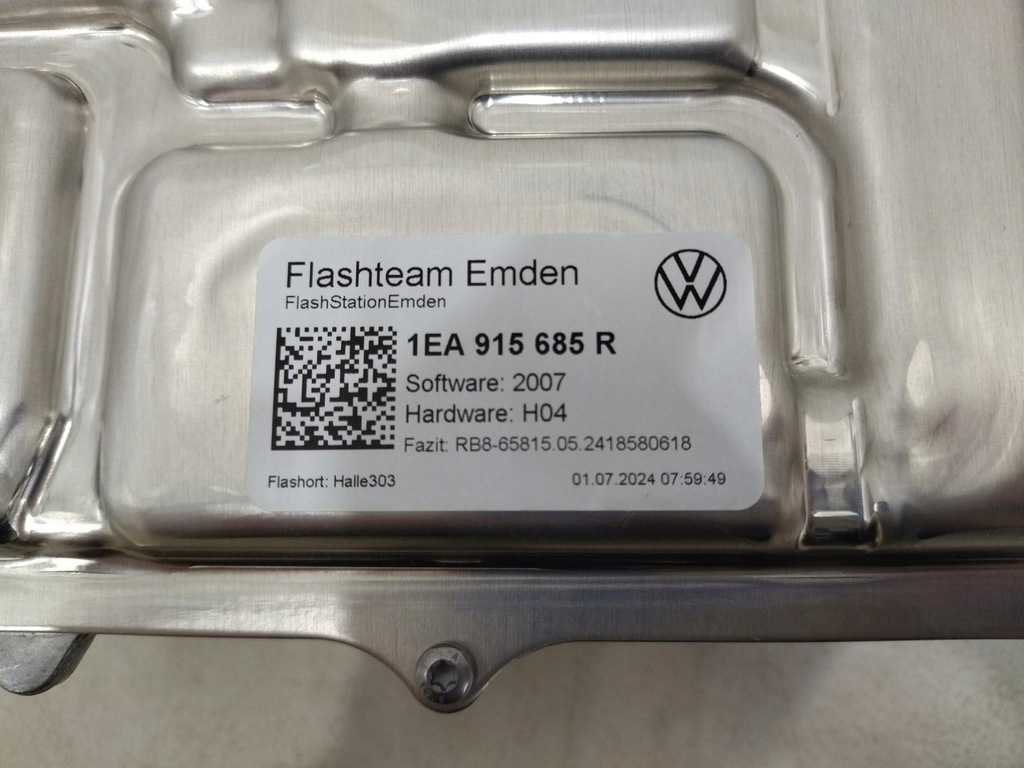 Flashteam Emden
FlashStationEmden
1EA 915 685 R
Software: 2007
Hardware: H04
Fazit: RB8-65815.05.2418580618
Flashort: Halle303
01.07.2024 07:59:49